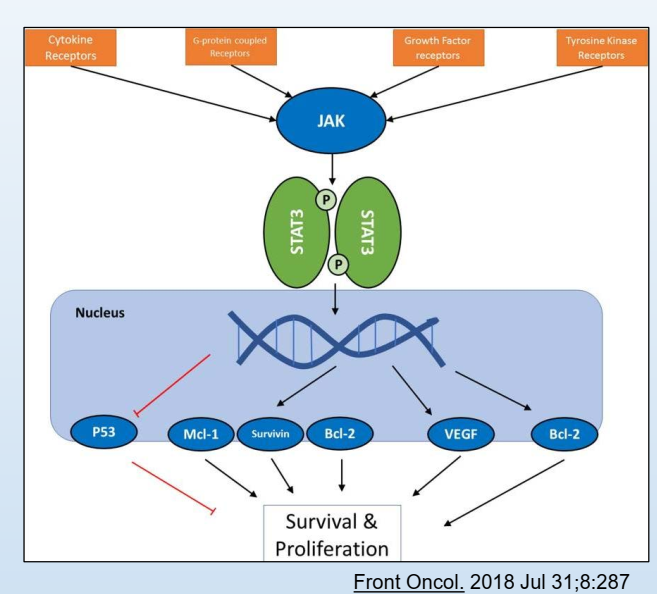 Cytokine
Receptors
G-protein coupled
Receptors
Growth Factor
receptors
Tyrosine Kinase
Receptors
JAK
P
STAT3
STAT3
P
Nucleus
P53
Mcl-1
Survivin
Bcl-2
VEGF
Bcl-2
Survival &
Proliferation
Front Oncol. 2018 Jul 31;8:287